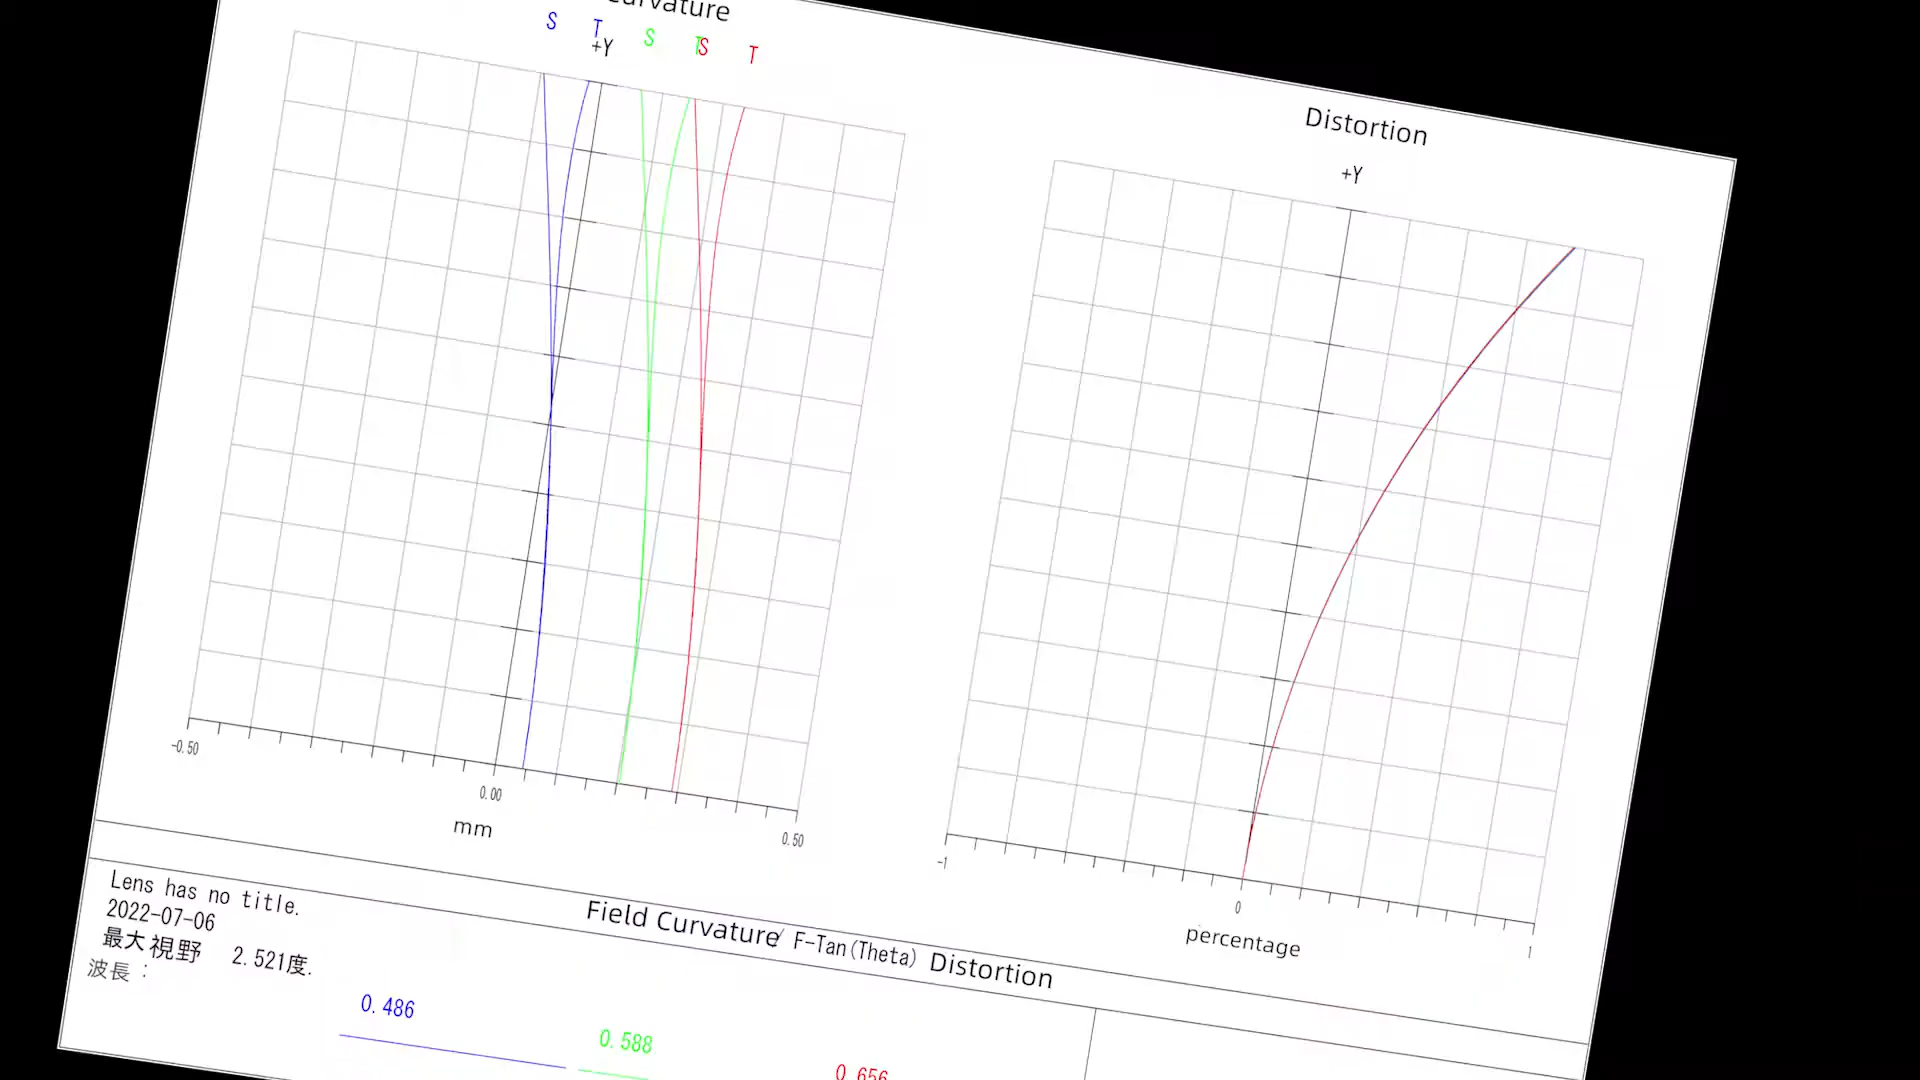 Curvature
S T S T S T
+Y
Distortion
+Y
-0.50
0.00
0.50
mm
-1
0
1
percentage
Lens has no title.
2022-07-06
最大視野 2.521度.
波長：
Field Curvature / F-Tan(Theta) Distortion
0.486
0.588
0.656